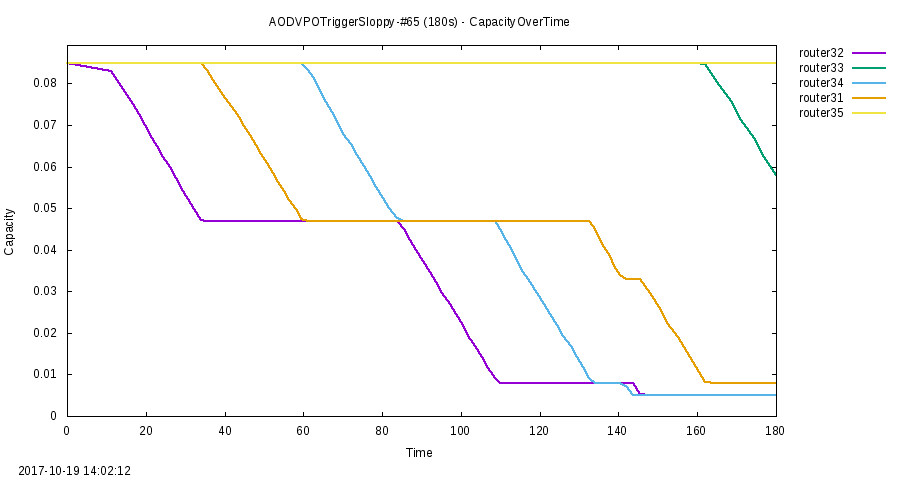 AODVPOTriggerSloppy-#65 (180s) - CapacityOverTime
router32
router33
router34
router31
router35
0.08
0.07
0.06
0.05
0.04
0.03
0.02
0.01
0
Capacity
0 20 40 60 80 100 120 140 160 180
Time
2017-10-19 14:02:12